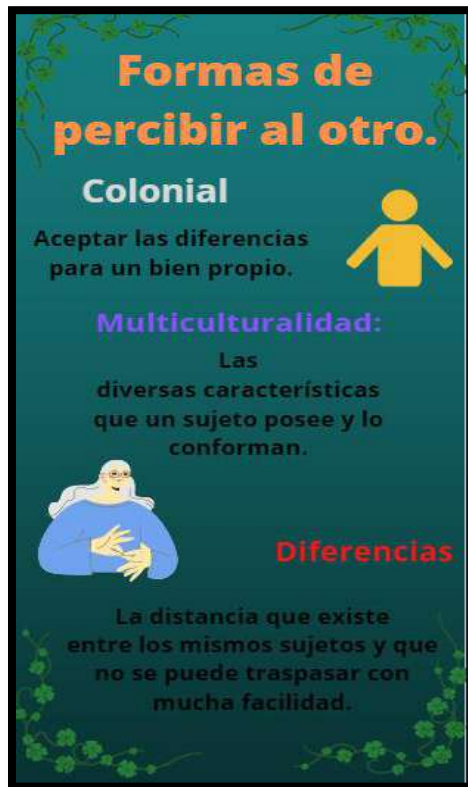 Formas de
percibir al otro.
Colonial
Aceptar las diferencias
para un bien propio.
Multiculturalidad:
Las
diversas características
que un sujeto posee y lo
conforman.
Diferencias
La distancia que existe
entre los mismos sujetos y que
no se puede traspasar con
mucha facilidad.